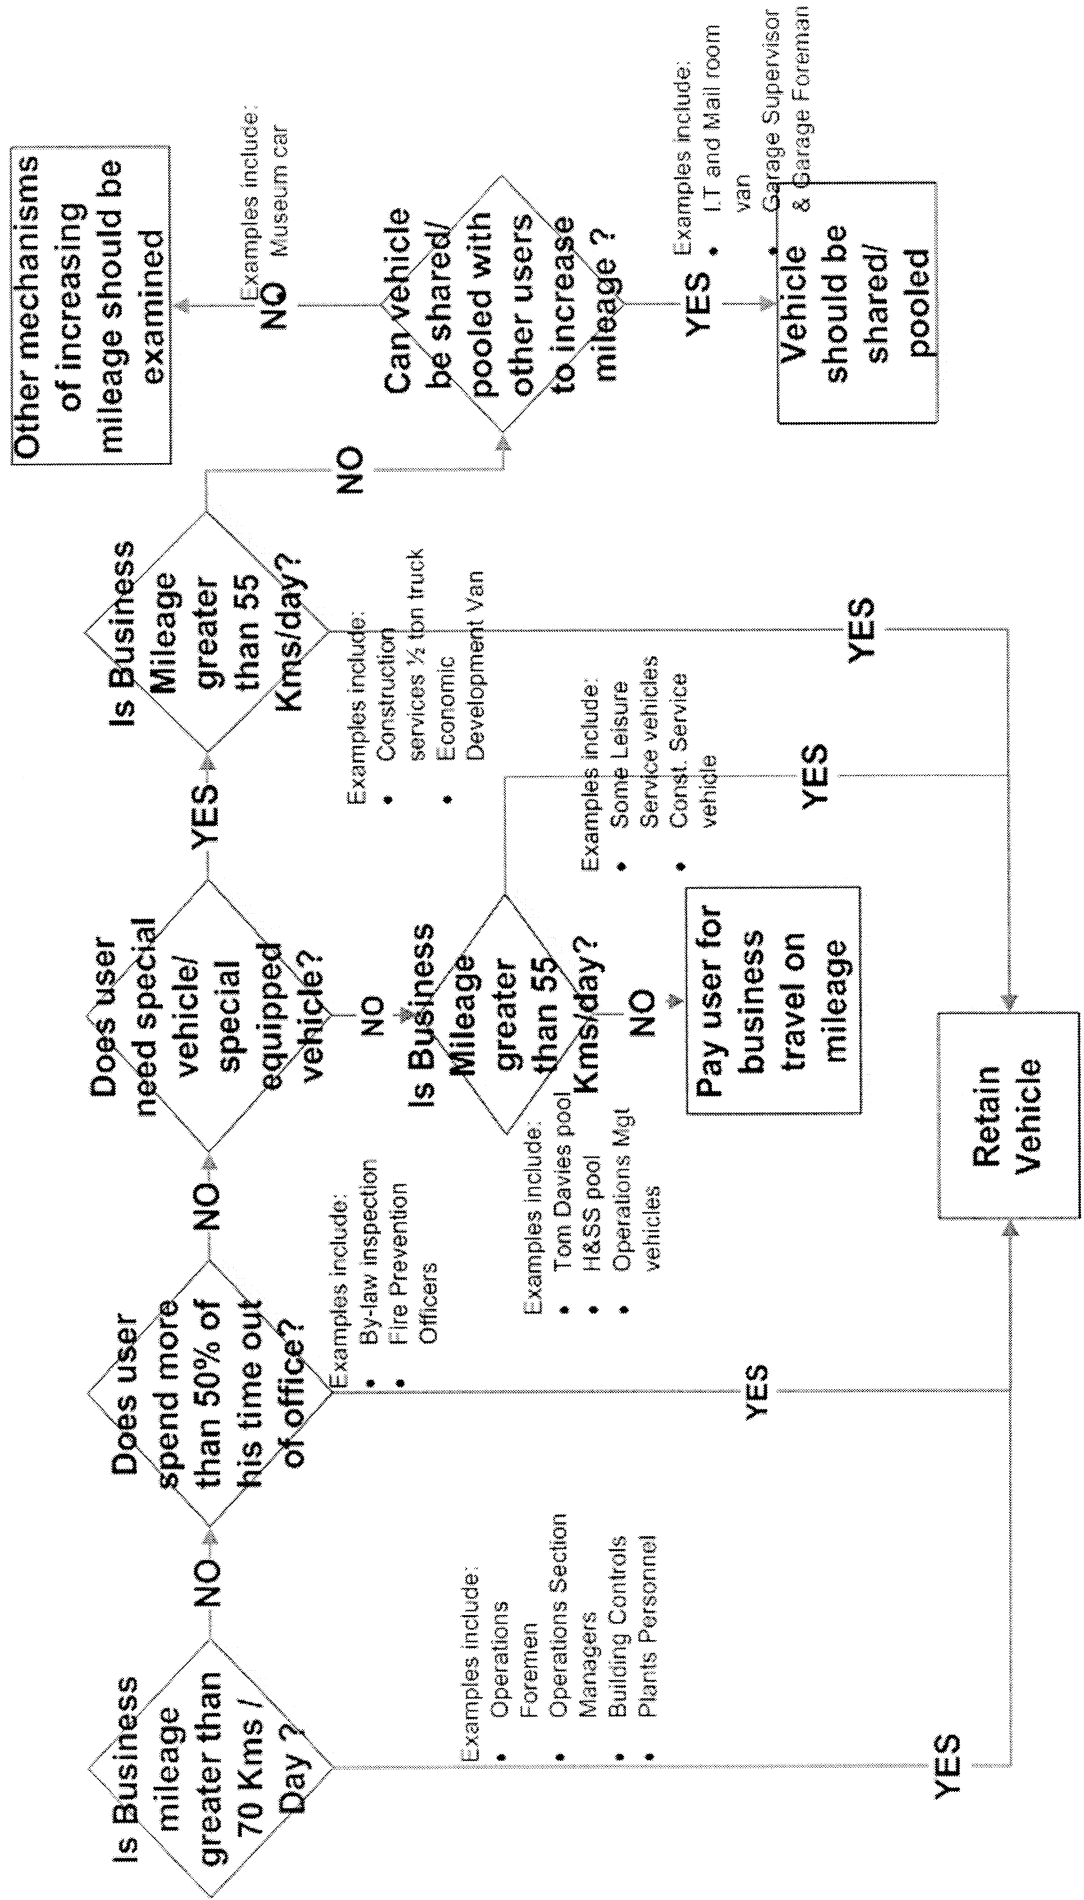 Is Business
mileage
greater than
70 Kms /
Day ?
NO
YES
Examples include:
• Operations
Foremen
• Operations Section
Managers
• Building Controls
• Plants Personnel
Does user
spend more
than 50% of
his time out
of office?
NO
YES
Examples include:
• By-law inspection
• Fire Prevention
Officers
Does user
need special
vehicle/
special
equipped
vehicle?
YES
NO
Is Business
Mileage
greater
than 55
Kms/day?
NO
YES
Examples include:
• Tom Davies pool
• H&SS pool
• Operations Mgt
vehicles
Pay user for
business
travel on
mileage
Examples include:
• Some Leisure
Service vehicles
• Const. Service
vehicle
Is Business
Mileage
greater
than 55
Kms/day?
NO
YES
Examples include:
• Construction
services ½ ton truck
• Economic
Development Van
Can vehicle
be shared/
pooled with
other users
to increase
mileage ?
NO
Examples include:
• Museum car
Other mechanisms
of increasing
mileage should be
examined
YES
Examples include:
• I.T and Mail room
van
• Garage Supervisor
& Garage Foreman
Vehicle
should be
shared/
pooled
Retain
Vehicle